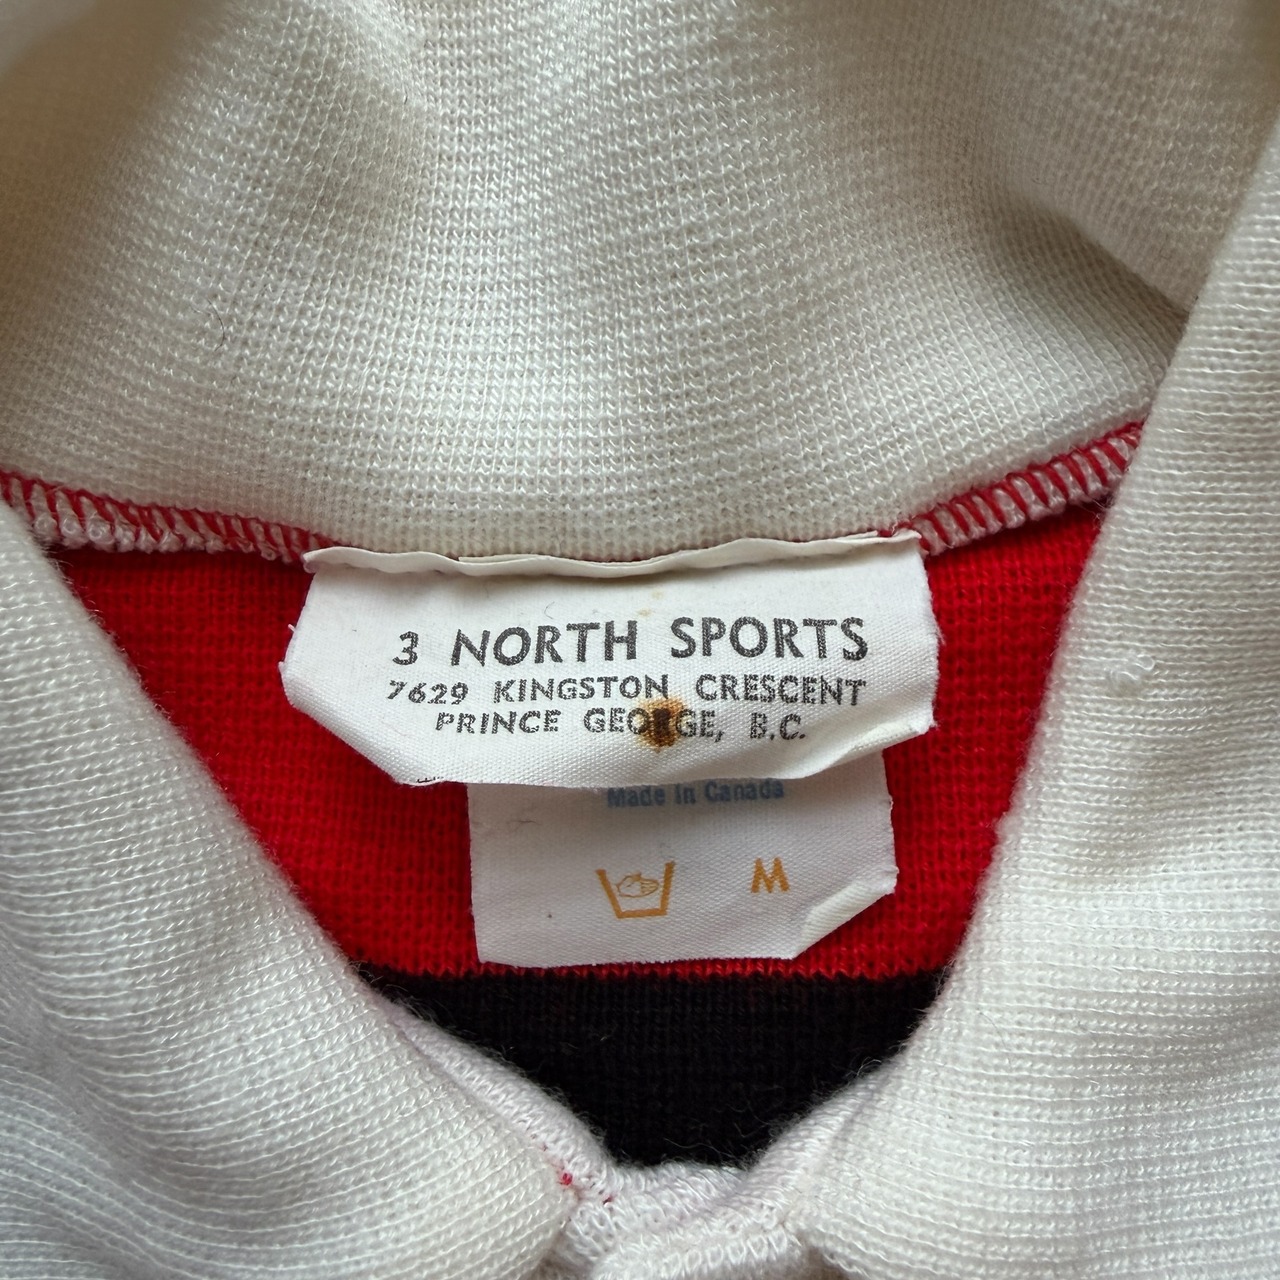 3 NORTH SPORTS
7629 KINGSTON CRESCENT
PRINCE GEORGE, B.C.
Made in Canada
M